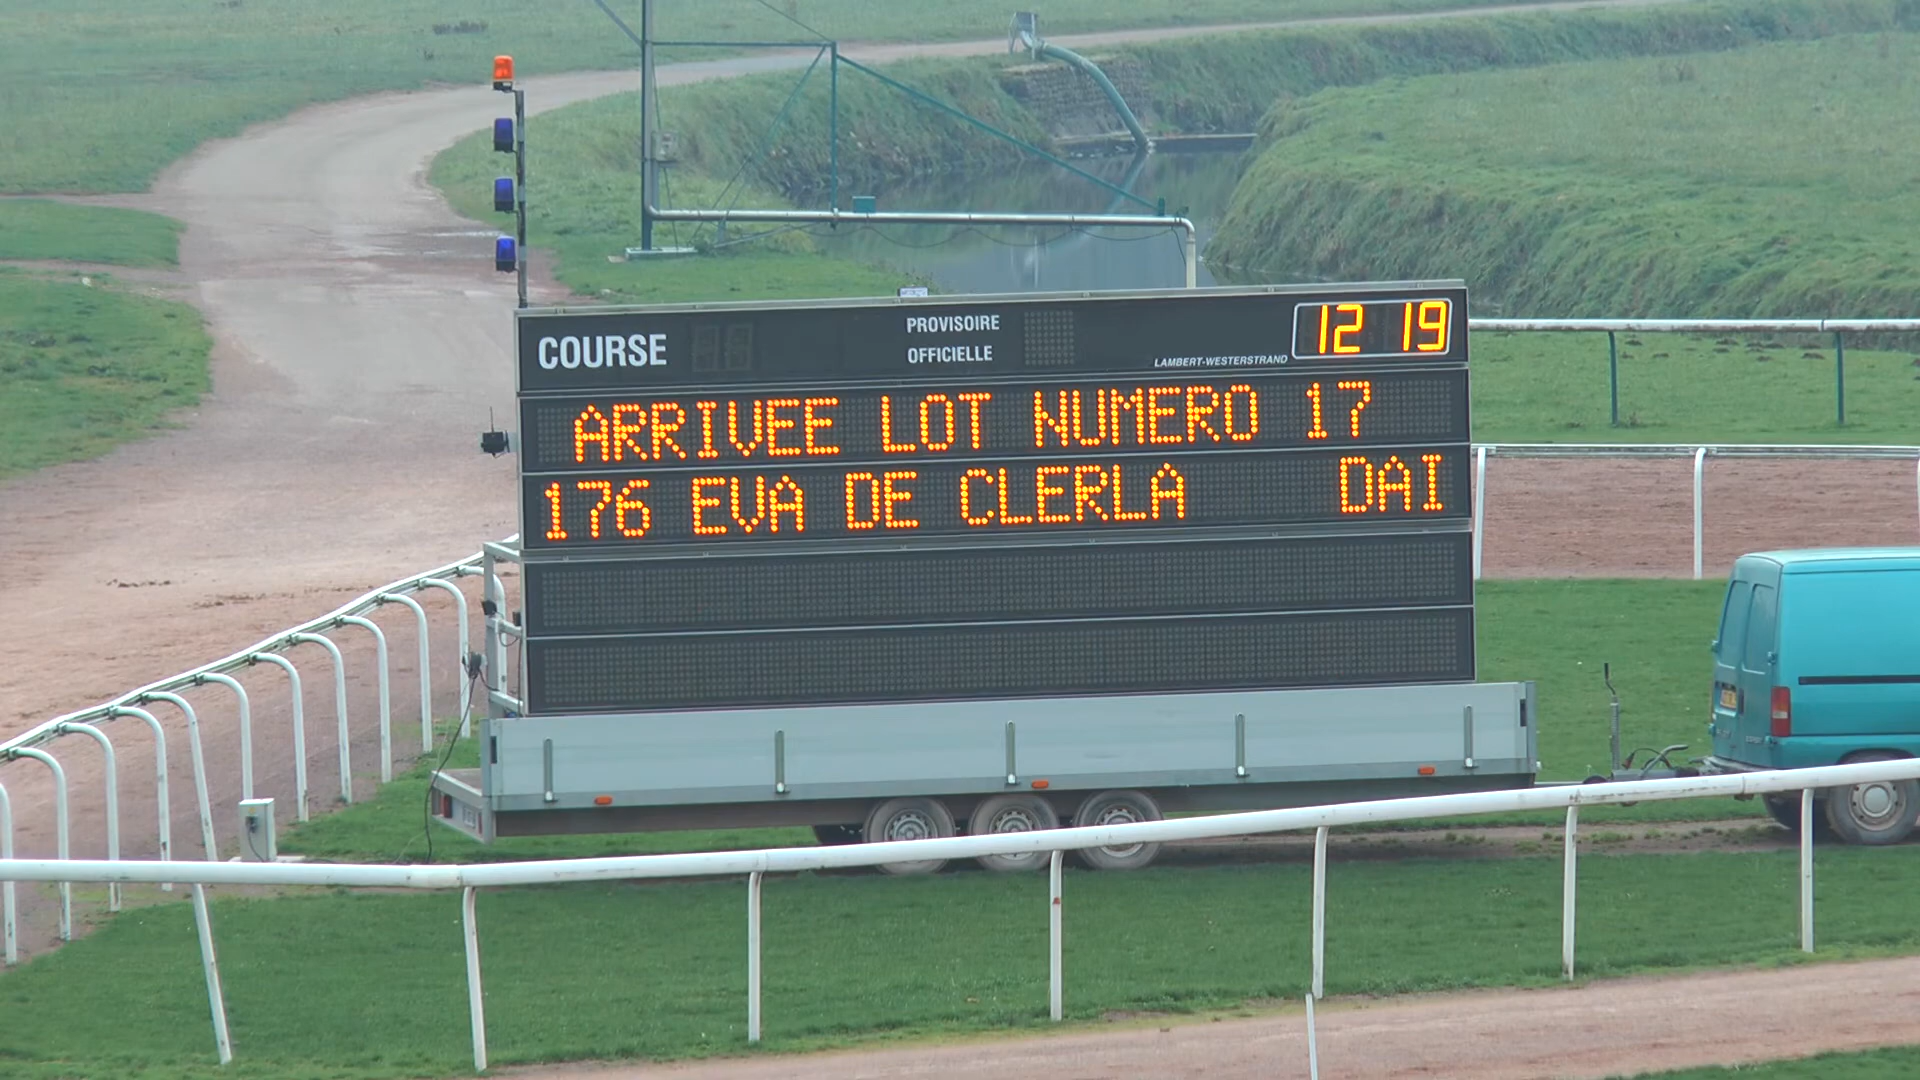 COURSE
PROVISOIRE
OFFICIELLE
LAMBERT-WESTERSTRAND
12 19
ARRIVEE LOT NUMERO 17
176 EVA DE CLERLA DAI